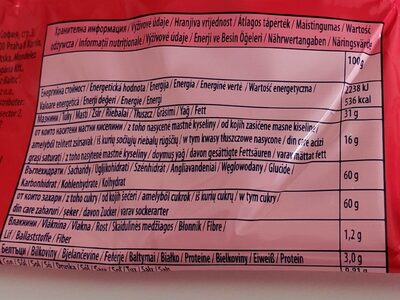 София, ст.з
00 Praha 8 Karlín,
Хранителна информация / Výživové údaje / Hranjiva vrijednost / Átlagos tápérték / Maistingumas / Wartość
odżywcza / Informații nutriționale / Výživové údaje / Enerji ve Besin Öğeleri / Nährwertangaben / Näringsvärde
100g
Енергийна стойност / Energetická hodnota / Energija / Energia / Energinė vertė / Wartość energetyczna /
Valoare energetică / Enerji değeri / Energie / Energi
2238 kJ
536 kcal
Мазнини / Tuky / Masti / Zsír / Riebalai / Tłuszcz / Grăsimi / Yağ / Fett
31 g
от които наситени мастни киселини / z toho nasycené mastné kyseliny / od kojih zasićene masne kiseline /
amelyből telített zsírsavak / iš kurių sočiųjų riebalų rūgščių / w tym kwasy tłuszczowe nasycone / din care acizi
grași saturați / z toho nasýtené mastné kyseliny / doymuş yağ / davon gesättigte Fettsäuren / varav mättat fett
16 g
Въглехидрати / Sacharidy / Ugljikohidrati / Szénhidrát / Angliavandeniai / Węglowodany / Glucide /
Karbonhidrat / Kohlenhydrate / Kolhydrat
60 g
от които захари / z toho cukry / od kojih šećeri / amelyből cukrok / iš kurių cukrų / w tym cukry /
din care zaharuri / şeker / davon Zucker / varav sockerarter
60 g
Влакнини / Vláknina / Vlakna / Rost / Skaidulinės medžiagos / Błonnik / Fibre /
Lif / Ballaststoffe / Fiber
1,2 g
Белтъци / Bílkoviny / Bjelančevine / Fehérje / Baltymai / Białko / Proteine / Bielkoviny / Eiweiß / Protein
3,0 g